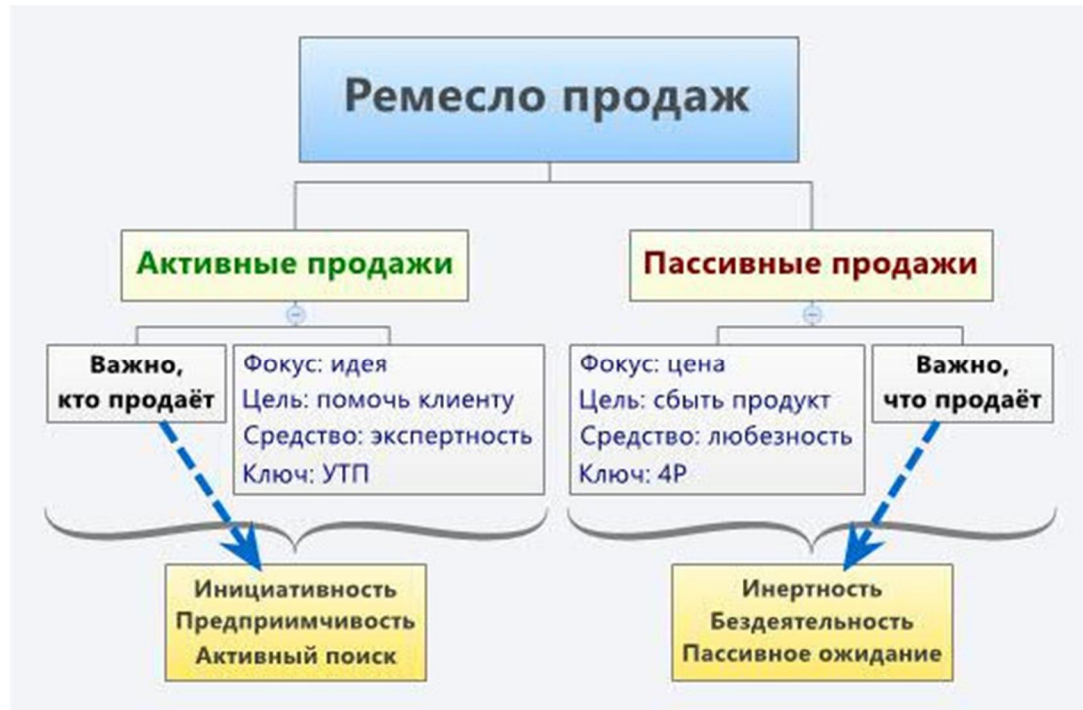 Ремесло продаж
Активные продажи
Пассивные продажи
Важно,
кто продаёт
Фокус: идея
Цель: помочь клиенту
Средство: экспертность
Ключ: УТП
Фокус: цена
Цель: сбыть продукт
Средство: любезность
Ключ: 4P
Важно,
что продаёт
Инициативность
Предприимчивость
Активный поиск
Инертность
Бездеятельность
Пассивное ожидание